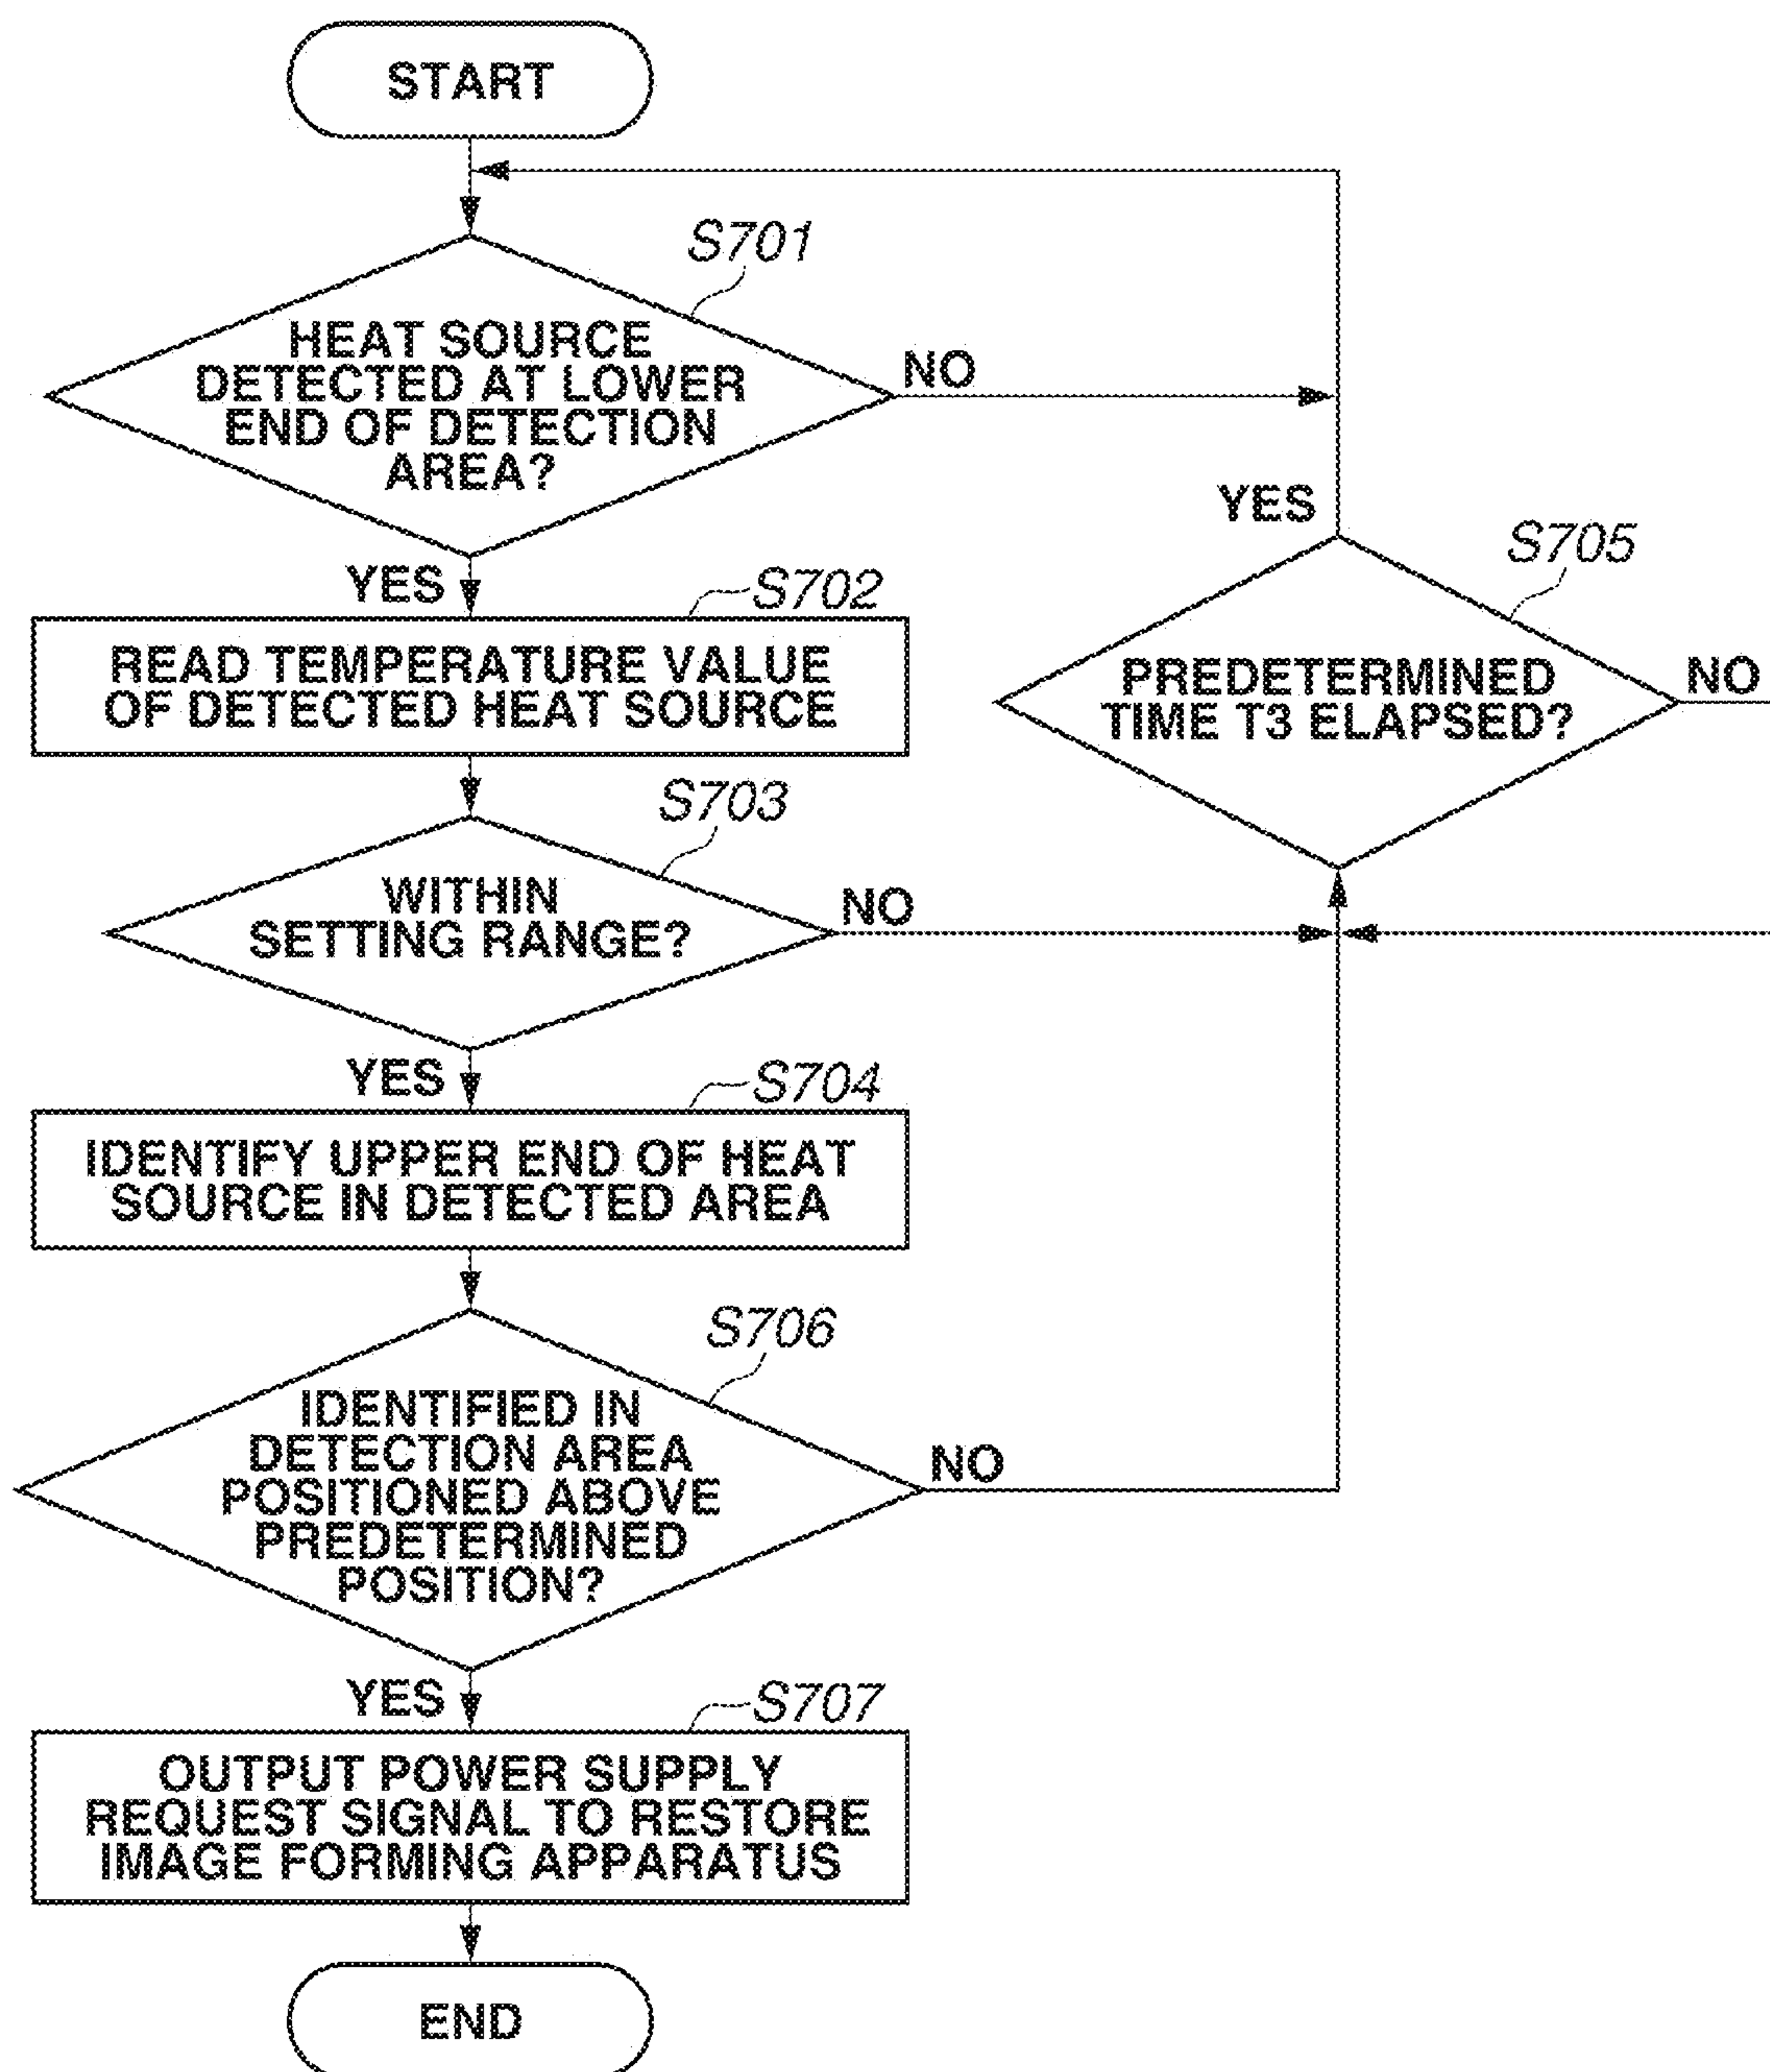 START
S701
HEAT SOURCE
DETECTED AT LOWER
END OF DETECTION
AREA?
NO
YES
S702
READ TEMPERATURE VALUE
OF DETECTED HEAT SOURCE
YES
S705
PREDETERMINED
TIME T3 ELAPSED?
NO
S703
WITHIN
SETTING RANGE?
NO
YES
S704
IDENTIFY UPPER END OF HEAT
SOURCE IN DETECTED AREA
S706
IDENTIFIED IN
DETECTION AREA
POSITIONED ABOVE
PREDETERMINED
POSITION?
NO
YES
S707
OUTPUT POWER SUPPLY
REQUEST SIGNAL TO RESTORE
IMAGE FORMING APPARATUS
END